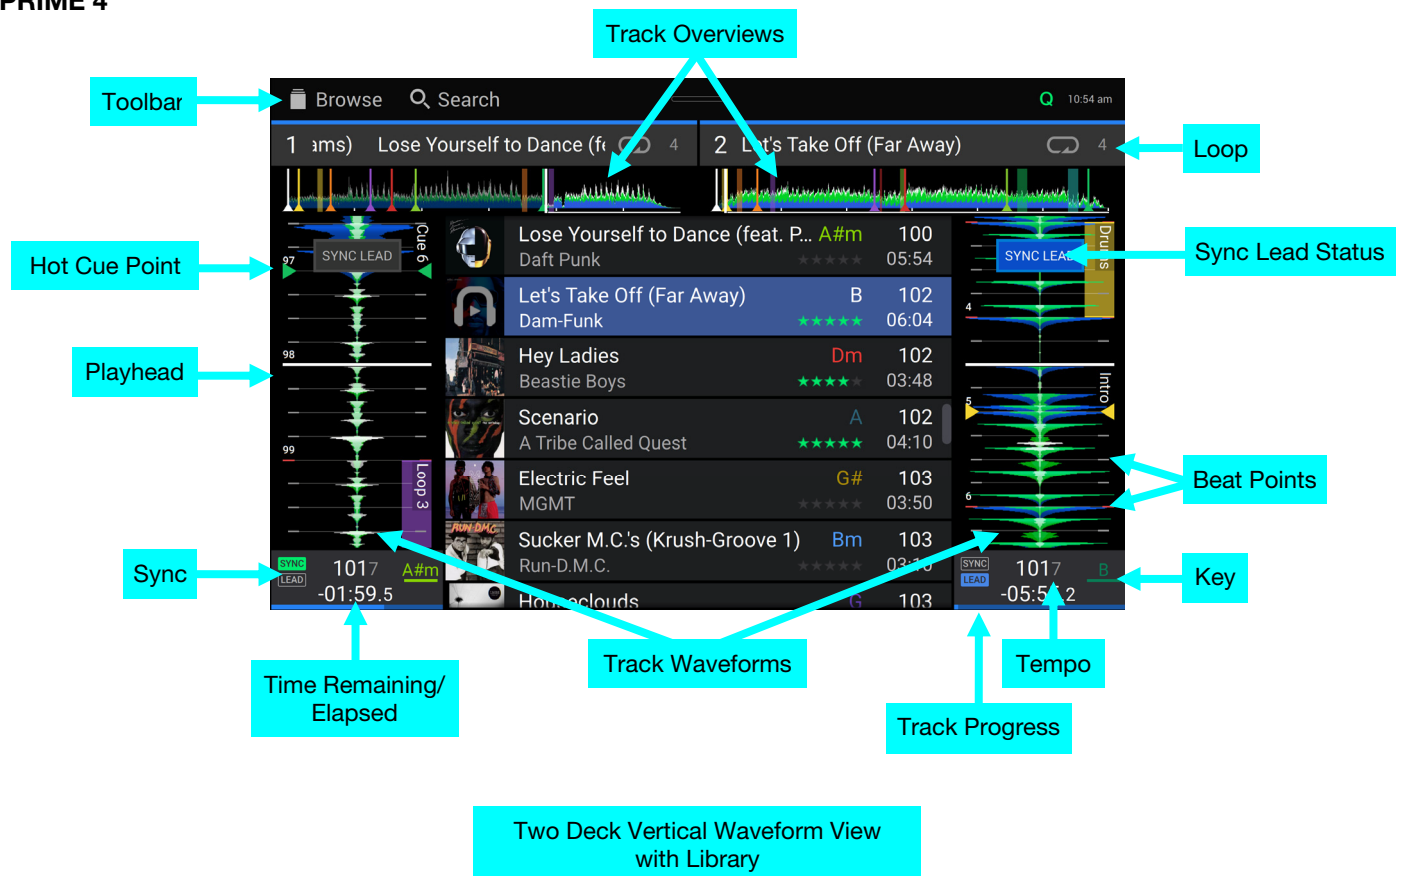 PRIME 4
Track Overviews
Toolbar
Browse
Search
Q
10:54 am
1 ams) Lose Yourself to Dance (fe
4
2 Let's Take Off (Far Away)
4
Loop
Hot Cue Point
Playhead
Sync
SYNC LEAD
Cue 6
97
98
99
Loop 3
SYNC
LEAD
1017
A#m
-01:59.5
Lose Yourself to Dance (feat. P... A#m 100
Daft Punk ★★★★★ 05:54
Let's Take Off (Far Away) B 102
Dam-Funk ★★★★★ 06:04
Hey Ladies Dm 102
Beastie Boys ★★★★★ 03:48
Scenario A 102
A Tribe Called Quest ★★★★★ 04:10
Electric Feel G# 103
MGMT ★★★★★ 03:50
RUN-DMC
Sucker M.C.'s (Krush-Groove 1) Bm 103
Run-D.M.C. ★★★★★
G 103
SYNC LEAD
4
Intro
5
6
SYNC
LEAD
1017
B
Sync Lead Status
Beat Points
Key
Time Remaining/
Elapsed
Track Waveforms
Tempo
Track Progress
Two Deck Vertical Waveform View
with Library